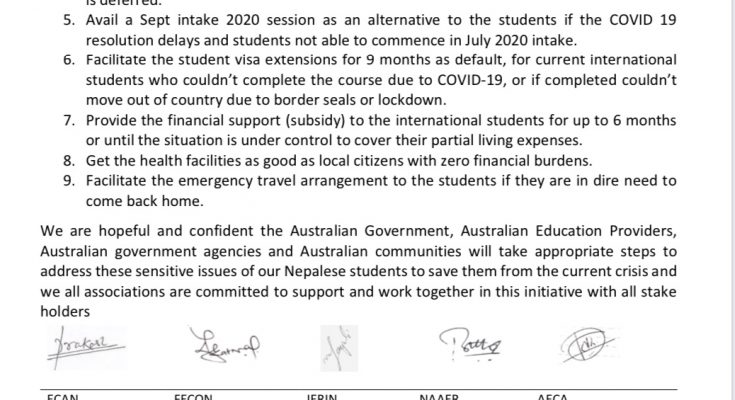 is deferred.
5. Avail a Sept intake 2020 session as an alternative to the students if the COVID 19
resolution delays and students not able to commence in July 2020 intake.
6. Facilitate the student visa extensions for 9 months as default, for current international
students who couldn't complete the course due to COVID-19, or if completed couldn't
move out of country due to border seals or lockdown.
7. Provide the financial support (subsidy) to the international students for up to 6 months
or until the situation is under control to cover their partial living expenses.
8. Get the health facilities as good as local citizens with zero financial burdens.
9. Facilitate the emergency travel arrangement to the students if they are in dire need to
come back home.
We are hopeful and confident the Australian Government, Australian Education Providers,
Australian government agencies and Australian communities will take appropriate steps to
address these sensitive issues of our Nepalese students to save them from the current crisis and
we all associations are committed to support and work together in this initiative with all stake
holders
ECAN FECON IERIN NAAER AECA